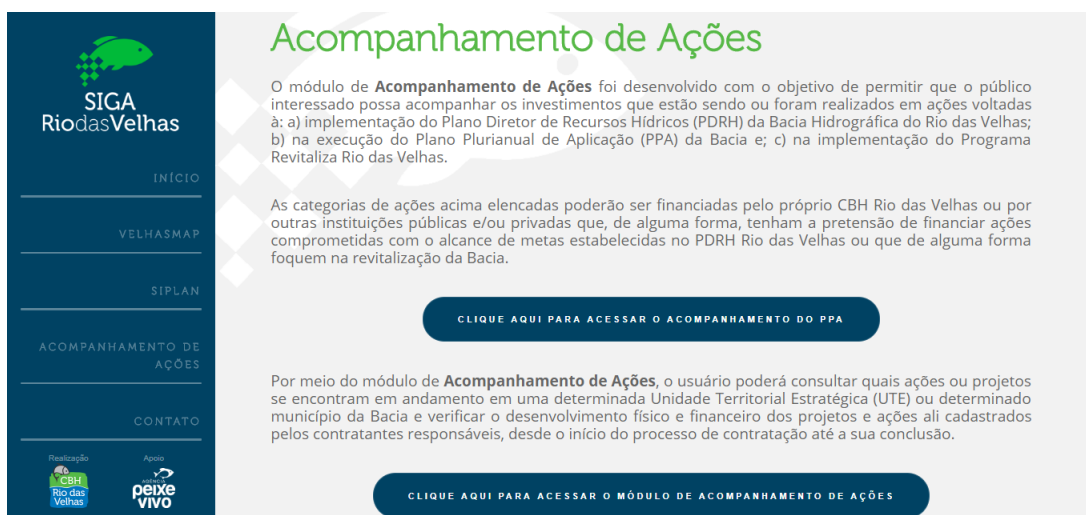 SIGA
RiodasVelhas
INÍCIO
VELHASMAP
SIPLAN
ACOMPANHAMENTO DE
AÇÕES
CONTATO
Realização
Apoio
CBH
Rio das
Velhas
AGÊNCIA
peixe
vivo
Acompanhamento de Ações
O módulo de Acompanhamento de Ações foi desenvolvido com o objetivo de permitir que o público
interessado possa acompanhar os investimentos que estão sendo ou foram realizados em ações voltadas
à: a) implementação do Plano Diretor de Recursos Hídricos (PDRH) da Bacia Hidrográfica do Rio das Velhas;
b) na execução do Plano Plurianual de Aplicação (PPA) da Bacia e; c) na implementação do Programa
Revitaliza Rio das Velhas.
As categorias de ações acima elencadas poderão ser financiadas pelo próprio CBH Rio das Velhas ou por
outras instituições públicas e/ou privadas que, de alguma forma, tenham a pretensão de financiar ações
comprometidas com o alcance de metas estabelecidas no PDRH Rio das Velhas ou que de alguma forma
foquem na revitalização da Bacia.
CLIQUE AQUI PARA ACESSAR O ACOMPANHAMENTO DO PPA
Por meio do módulo de Acompanhamento de Ações, o usuário poderá consultar quais ações ou projetos
se encontram em andamento em uma determinada Unidade Territorial Estratégica (UTE) ou determinado
município da Bacia e verificar o desenvolvimento físico e financeiro dos projetos e ações ali cadastrados
pelos contratantes responsáveis, desde o início do processo de contratação até a sua conclusão.
CLIQUE AQUI PARA ACESSAR O MÓDULO DE ACOMPANHAMENTO DE AÇÕES